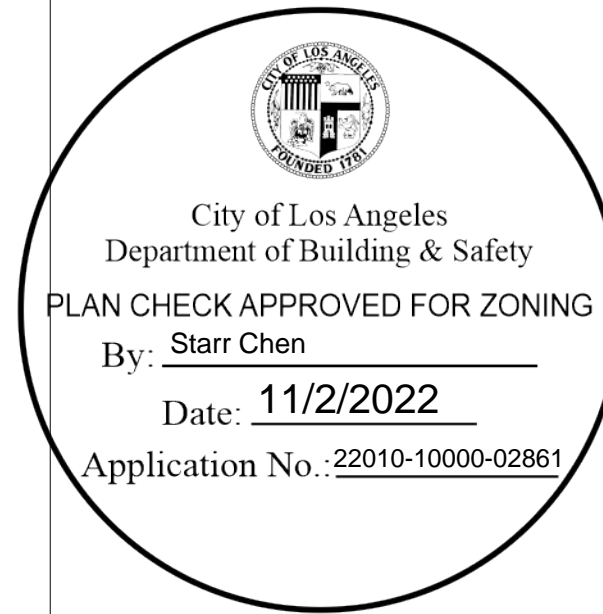 CITY OF LOS ANGELES
FOUNDED 1781
City of Los Angeles
Department of Building & Safety
PLAN CHECK APPROVED FOR ZONING
By: Starr Chen
Date: 11/2/2022
Application No.: 22010-10000-02861